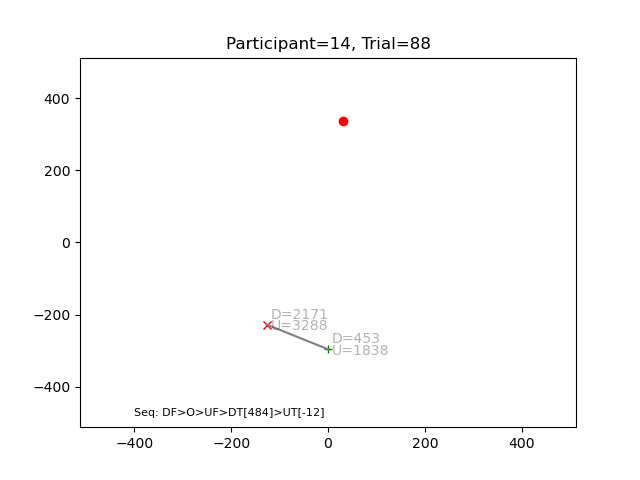 Participant=14, Trial=88
400
200
0
−200
−400
D=2171
U=3288
D=453
U=1838
Seq: DF>O>UF>DT[484]>UT[-12]
−400 −200 0 200 400